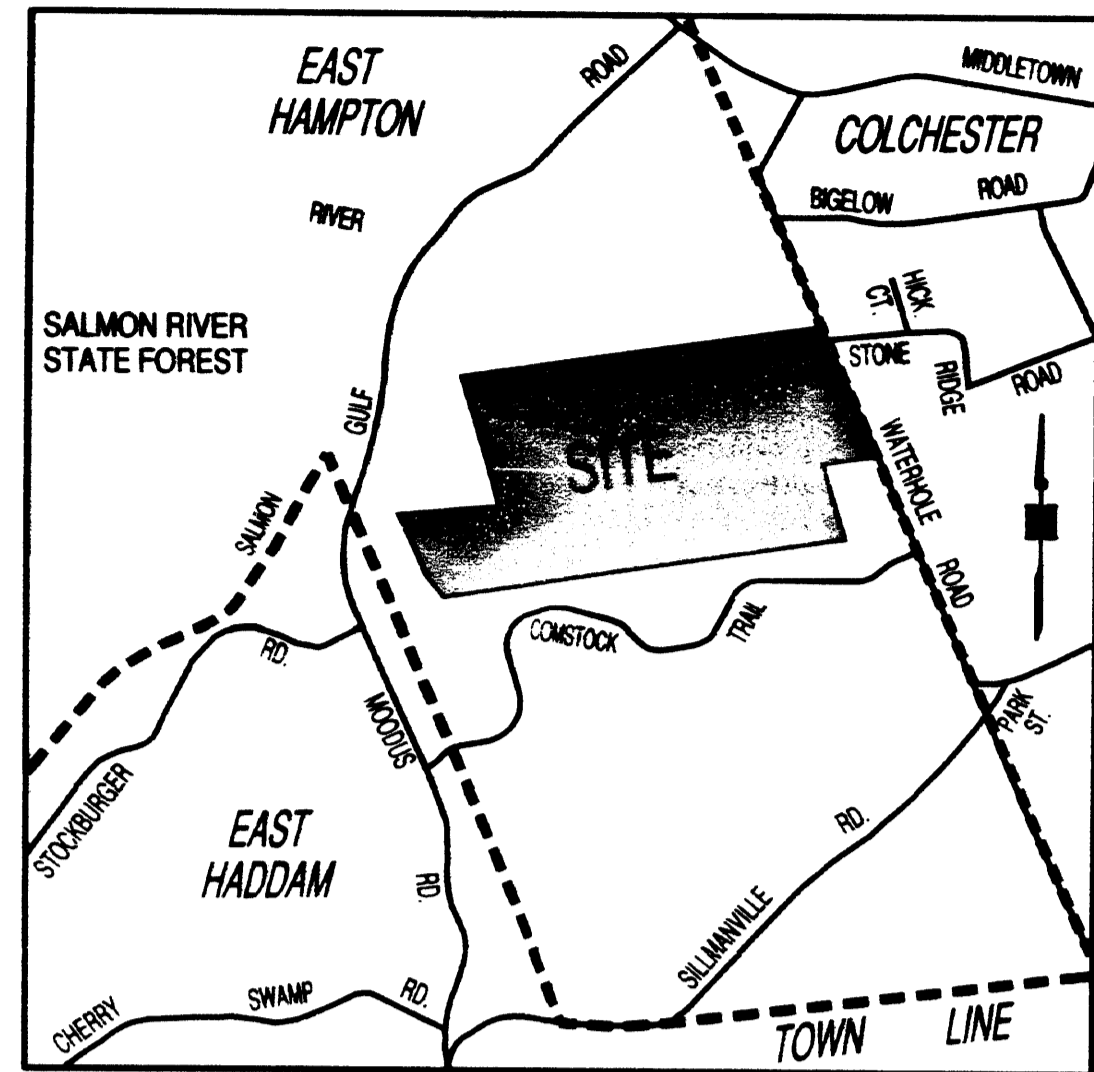 EAST
HAMPTON
ROAD
MIDDLETOWN
COLCHESTER
RIVER
BIGELOW ROAD
HICK.
CT.
SALMON RIVER
STATE FOREST
STONE
RIDGE
ROAD
GULF
SITE
WATERHOLE
ROAD
SALMON
COMSTOCK
TRAIL
RD.
MOODUS
PARK
ST.
STOCKBURGER
EAST
HADDAM
RD.
RD.
SILLMANVILLE
CHERRY
SWAMP
RD.
TOWN LINE